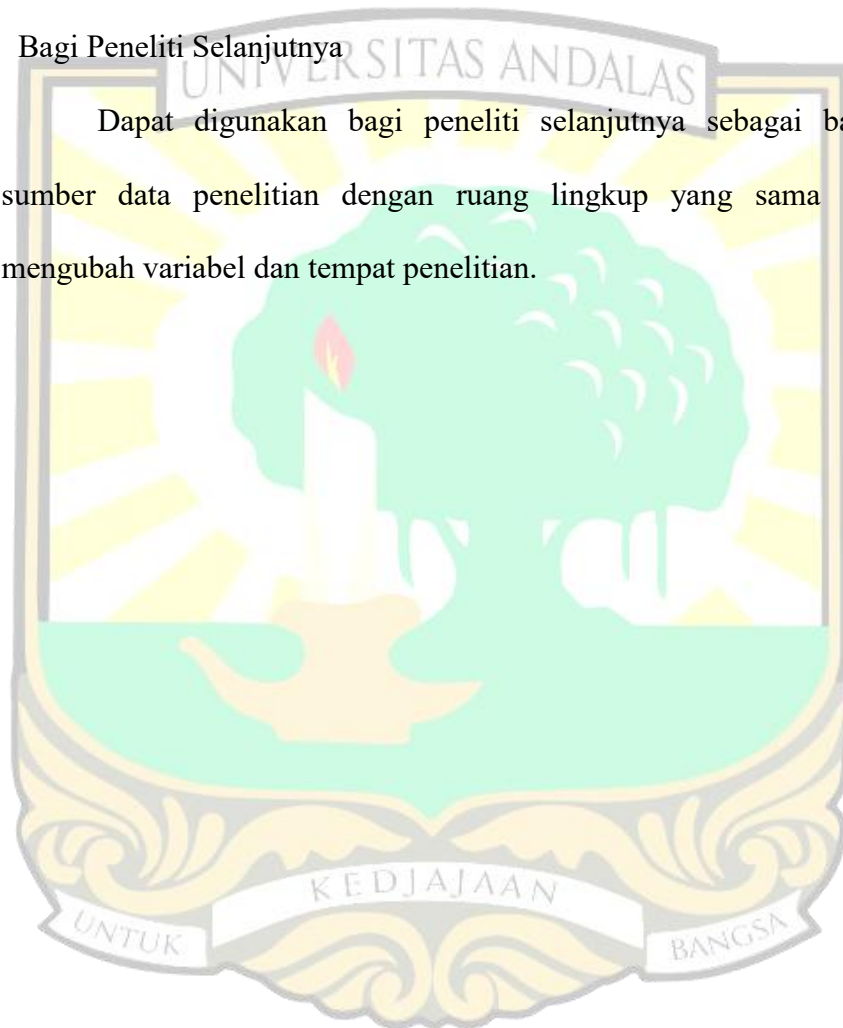 Bagi Peneliti Selanjutnya
UNIVERSITAS ANDALAS
Dapat digunakan bagi peneliti selanjutnya sebagai
sumber data penelitian dengan ruang lingkup yang sama
mengubah variabel dan tempat penelitian.
KEDJAJAAN
UNTUK BANGSA